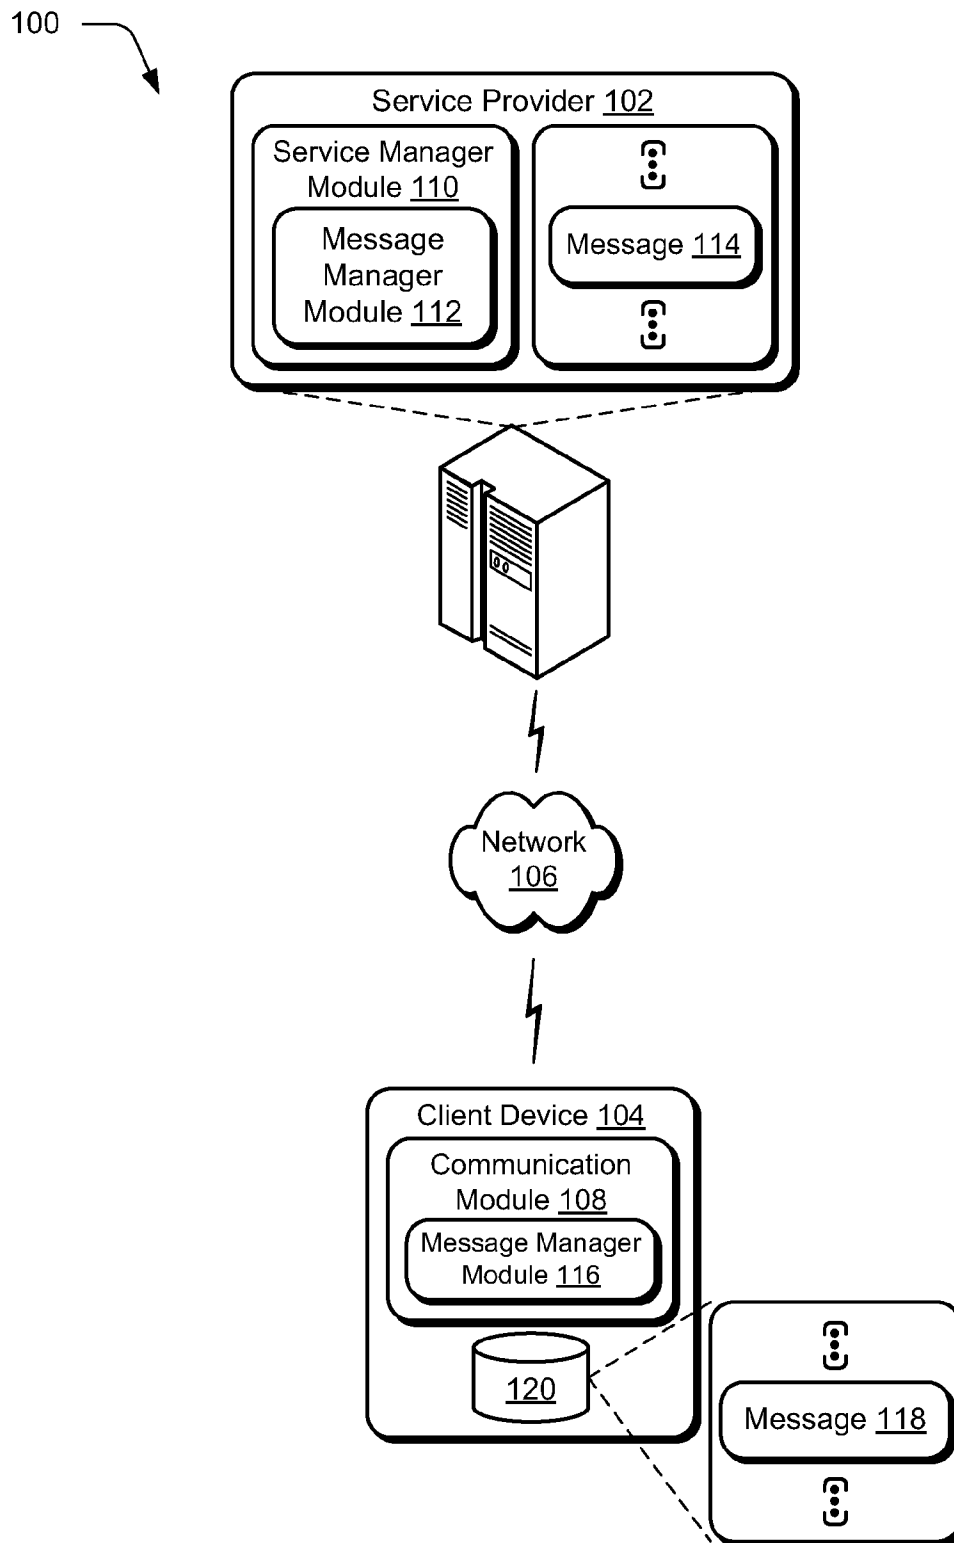 100
Service Provider 102
Service Manager
Module 110
Message
Manager
Module 112
Message 114
Network
106
Client Device 104
Communication
Module 108
Message Manager
Module 116
120
Message 118